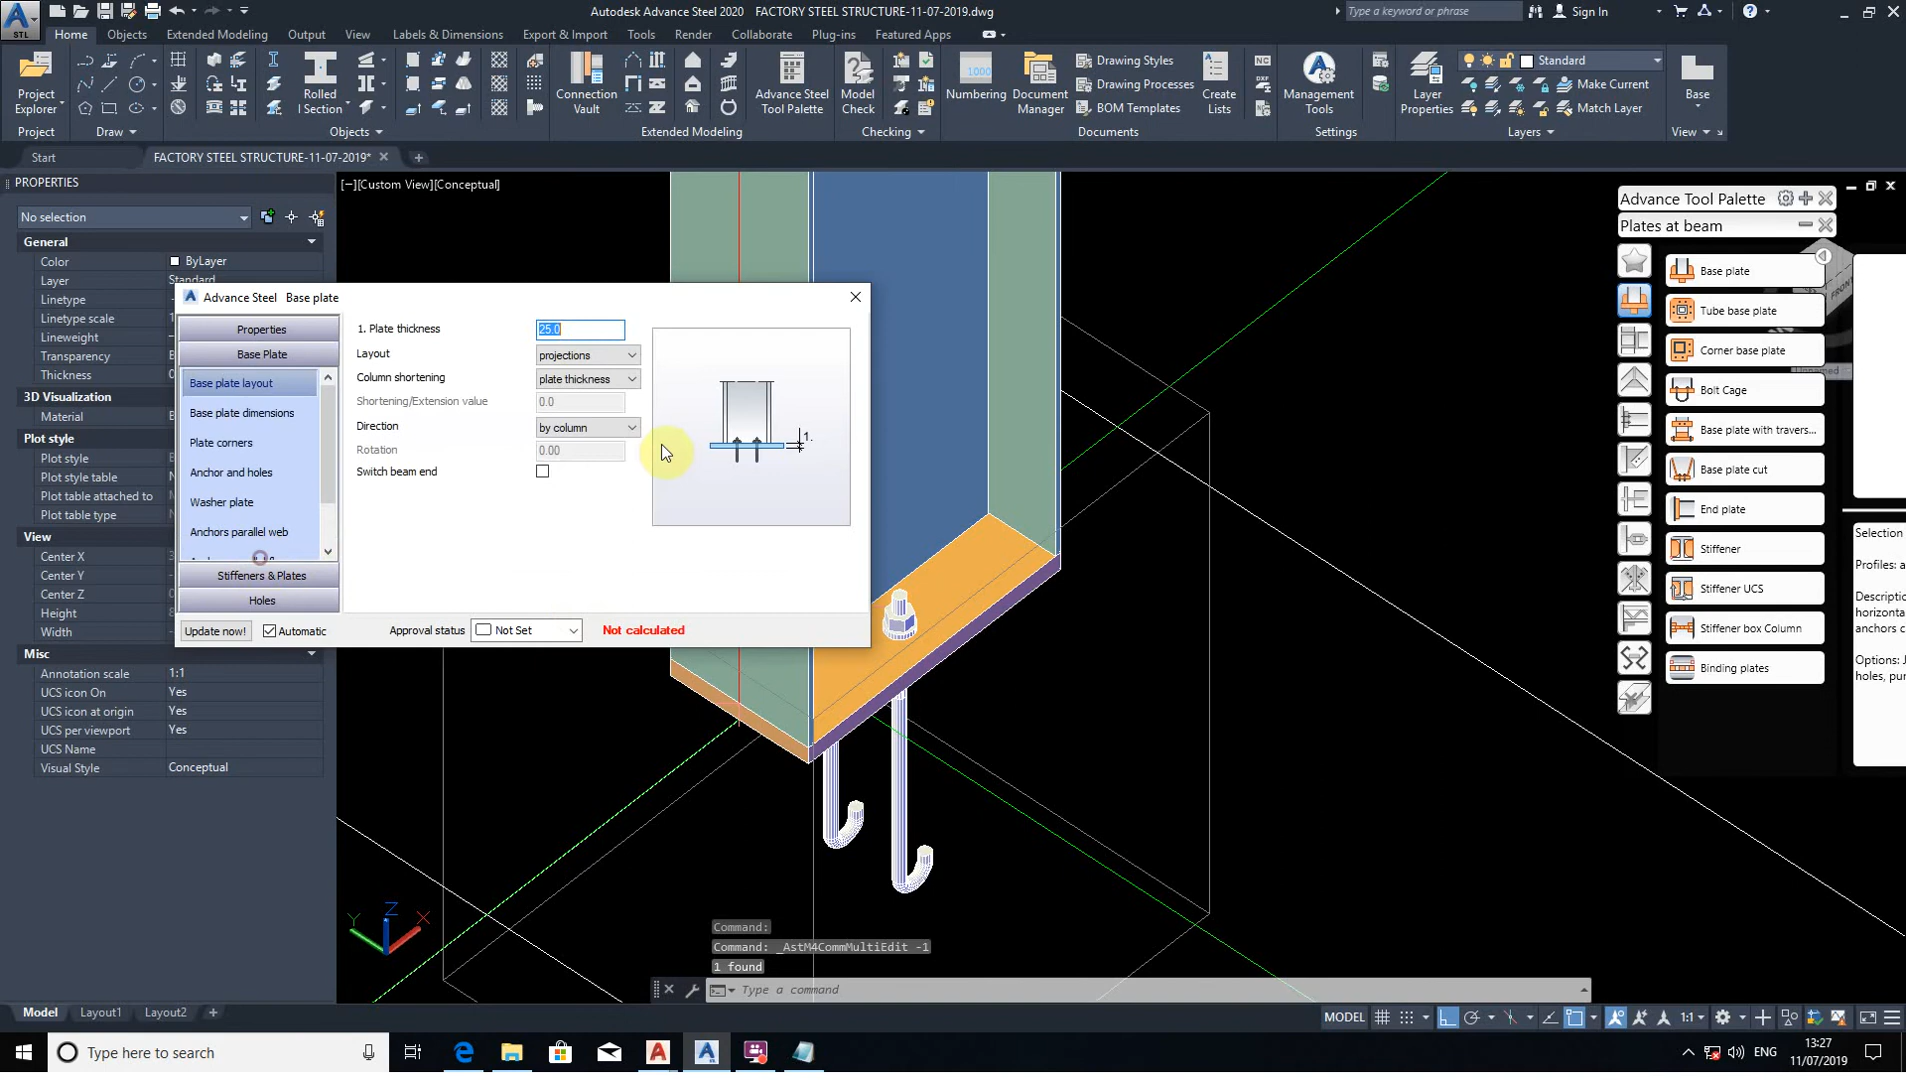 STL
Autodesk Advance Steel 2020 FACTORY STEEL STRUCTURE-11-07-2019.dwg
Type a keyword or phrase
Sign In
Home Objects Extended Modeling Output View Labels & Dimensions Export & Import Tools Render Collaborate Plug-ins Featured Apps
Project Explorer
Project
Draw
Rolled I Section
Objects
Connection Vault
Advance Steel Tool Palette
Extended Modeling
Model Check
Checking
1000
Numbering
Document Manager
Drawing Styles
Drawing Processes
BOM Templates
Create Lists
Documents
NC
DXF
Management Tools
Settings
Layer Properties
Standard
Make Current
Match Layer
Layers
Base
View
Start
FACTORY STEEL STRUCTURE-11-07-2019*
PROPERTIES
No selection
General
Color ByLayer
Layer Standard
Linetype
Linetype scale
Lineweight
Transparency
Thickness
3D Visualization
Material
Plot style
Plot style
Plot style table
Plot table attached to
Plot table type
View
Center X
Center Y
Center Z
Height
Width
Misc
Annotation scale 1:1
UCS icon On Yes
UCS icon at origin Yes
UCS per viewport Yes
UCS Name
Visual Style Conceptual
[−][Custom View][Conceptual]
Advance Steel Base plate
Properties
Base Plate
Base plate layout
Base plate dimensions
Plate corners
Anchor and holes
Washer plate
Anchors parallel web
Stiffeners & Plates
Holes
1. Plate thickness 25.0
Layout projections
Column shortening plate thickness
Shortening/Extension value 0.0
Direction by column
Rotation 0.00
Switch beam end
1.
Update now!
Automatic
Approval status Not Set
Not calculated
Advance Tool Palette
Plates at beam
Base plate
Tube base plate
Corner base plate
Bolt Cage
Base plate with travers...
Base plate cut
End plate
Stiffener
Stiffener UCS
Stiffener box Column
Binding plates
FRONT
Unnamed
Selection
Profiles: a
Descriptio
horizonta
anchors c
Options: J
holes, pur
Y Z X
Command:
Command: _AstM4CommMultiEdit -1
1 found
Type a command
Model Layout1 Layout2
MODEL
1:1
Type here to search
ENG
13:27
11/07/2019